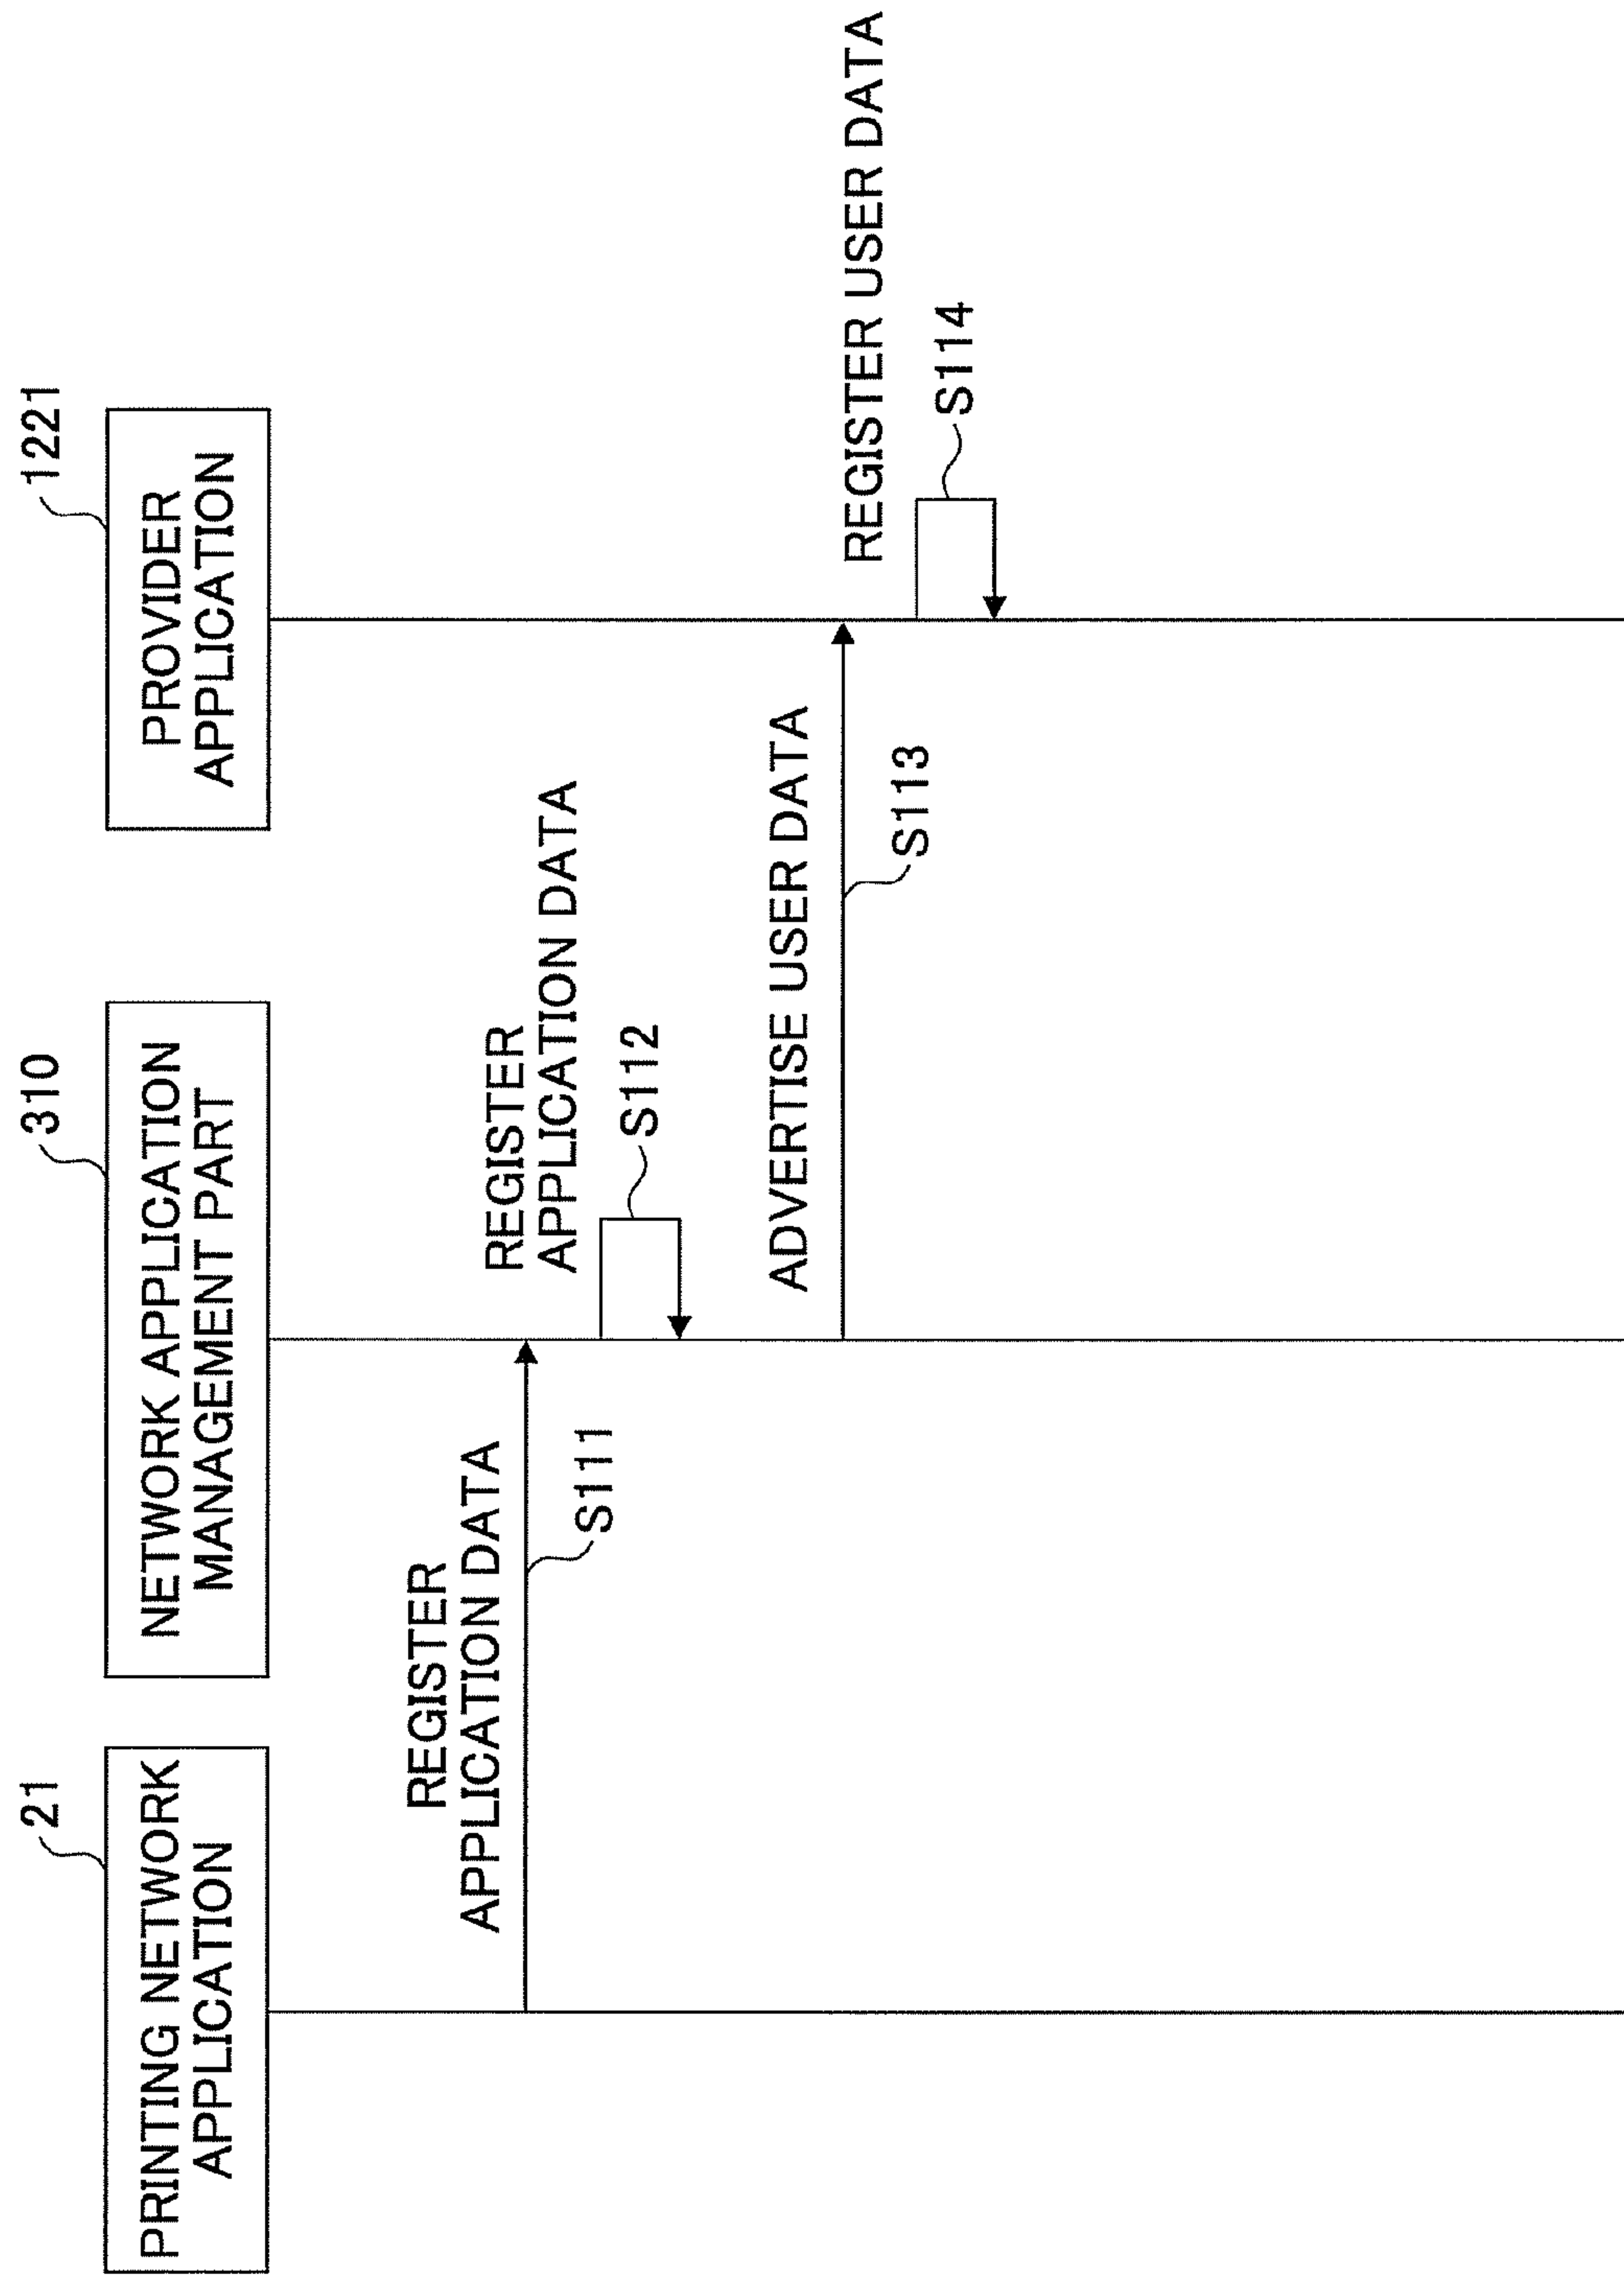 21
PRINTING NETWORK
APPLICATION
310
NETWORK APPLICATION
MANAGEMENT PART
1221
PROVIDER
APPLICATION
REGISTER
APPLICATION DATA
S111
REGISTER
APPLICATION DATA
S112
ADVERTISE USER DATA
S113
REGISTER USER DATA
S114